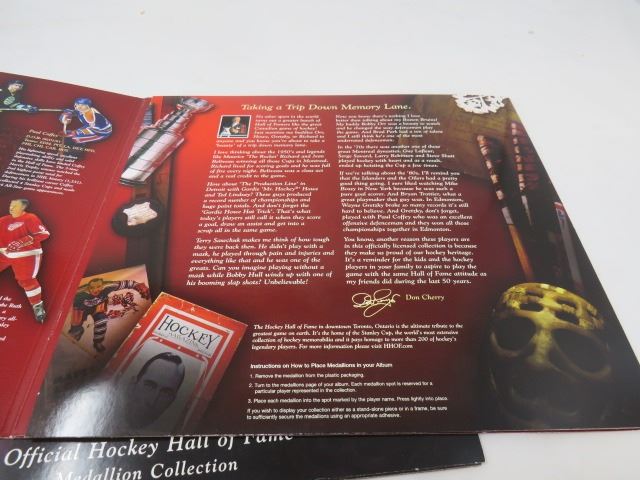 Paul Coffey
Taking a Trip Down Memory Lane.
No other sport in the world
turns out a greater bunch of
Hall of Famers like the great
Canadian game of hockey!
Just mention my buddies Orr,
Howe, Gretzky, or Richard to
anyone and you know you're about to take a
'beauty' of a trip down memory lane.
I love thinking about the 1950's and legends
like Maurice 'The Rocket' Richard and Jean
Beliveau winning all those Cups in Montreal.
Richard lived for scoring goals and he was full
of fire every night. Beliveau was a class act
and a real credit to the game.
How about 'The Production Line' in
Detroit with Gordie 'Mr. Hockey' Howe
and Ted Lindsay? These guys produced
a record number of championships and
huge point totals. And don't forget the
'Gordie Howe Hat Trick'. That's what
today's players still call it when they score
a goal, draw an assist and get into a
scrap all in the same game.
Terry Sawchuk makes me think of how tough
they were back then. He didn't play with a
mask, he played through pain and injuries and
everything like that and he was one of the
greats. Can you imagine playing without a
mask while Bobby Hull winds up with one of
his booming slap shots? Unbelievable!
Now you know there's nothing I love
better than talking about my Boston Bruins!
My Bobby Orr was a beauty to watch
and he changed the way defencemen play
the game. And Brad Park had a ton of talent
and I still think he's one of the most
underrated defencemen.
In the '70s there was another one of those
great Montreal dynasties. Guy Lafleur,
Serge Savard, Larry Robinson and Steve Shutt
played hockey with heart and as a result,
ended up hoisting the Cup a few times.
If we're talking about the '80s, I'll remind you
that the Islanders and the Oilers had a pretty
good thing going. I sure liked watching Mike
Bossy in New York because he was such a
pure goal scorer. And Bryan Trottier, what a
great playmaker that guy was. In Edmonton,
Wayne Gretzky broke so many records it's still
hard to believe. And Gretzky, don't forget,
played with Paul Coffey who was an excellent
offensive defenceman and they won all those
championships together in Edmonton.
You know, another reason these players are
in this officially licensed collection is because
they make us proud of our hockey heritage.
It's a reminder for the kids and the hockey
players in your family to aspire to play the
game with the same Hall of Fame attitude as
my friends did during the last 50 years.
Don Cherry
The Hockey Hall of Fame in downtown Toronto, Ontario is the ultimate tribute to the
greatest game on earth. It's the home of the Stanley Cup, the world's most extensive
collection of hockey memorabilia and it pays homage to more than 200 of hockey's
legendary players. For more information please visit HHOF.com
Instructions on How to Place Medallions in your Album
1. Remove the medallion from the plastic packaging.
2. Turn to the medallions page of your album. Each medallion spot is reserved for a
particular player represented in the collection.
3. Place each medallion into the spot marked by the player name. Press lightly into place.
If you wish to display your collection either as a stand-alone piece or in a frame, be sure
to sufficiently secure the medallions using an appropriate adhesive.
HOCKEY
MAGAZINE
Official Hockey Hall of Fame
Medallion Collection